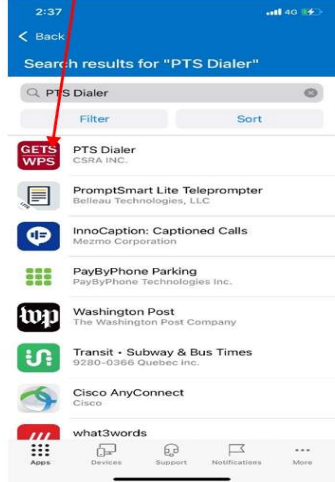 2:37
4G
Back
Search results for "PTS Dialer"
PTS Dialer
Filter
Sort
GETS
WPS
PTS Dialer
CSRA INC.
PromptSmart Lite Teleprompter
Belleau Technologies, LLC
InnoCaption: Captioned Calls
Mezmo Corporation
PayByPhone Parking
PayByPhone Technologies Inc.
wp
Washington Post
The Washington Post Company
Transit • Subway & Bus Times
9280-0366 Quebec inc.
Cisco AnyConnect
Cisco
what3words
Apps
Devices
Support
Notifications
More